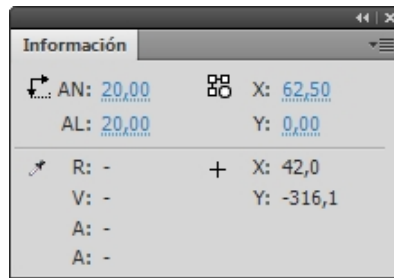 Información
AN: 20,00 X: 62,50
AL: 20,00 Y: 0,00
R: - X: 42,0
V: - Y: -316,1
A: -
A: -